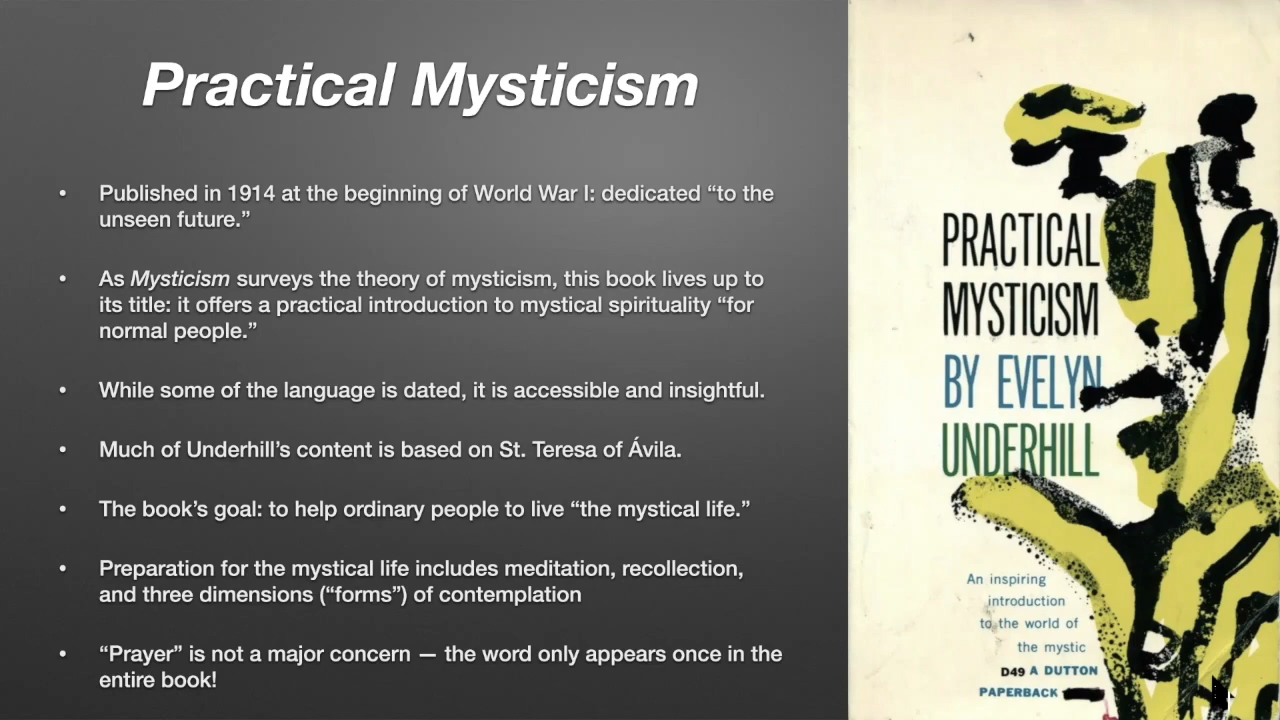 Practical Mysticism
• Published in 1914 at the beginning of World War I: dedicated “to the
unseen future.”
• As Mysticism surveys the theory of mysticism, this book lives up to
its title: it offers a practical introduction to mystical spirituality “for
normal people.”
• While some of the language is dated, it is accessible and insightful.
• Much of Underhill’s content is based on St. Teresa of Ávila.
• The book’s goal: to help ordinary people to live “the mystical life.”
• Preparation for the mystical life includes meditation, recollection,
and three dimensions (“forms”) of contemplation
• “Prayer” is not a major concern — the word only appears once in the
entire book!
PRACTICAL
MYSTICISM
BY EVELYN
UNDERHILL
An inspiring
introduction
to the world of
the mystic
D49 A DUTTON
PAPERBACK